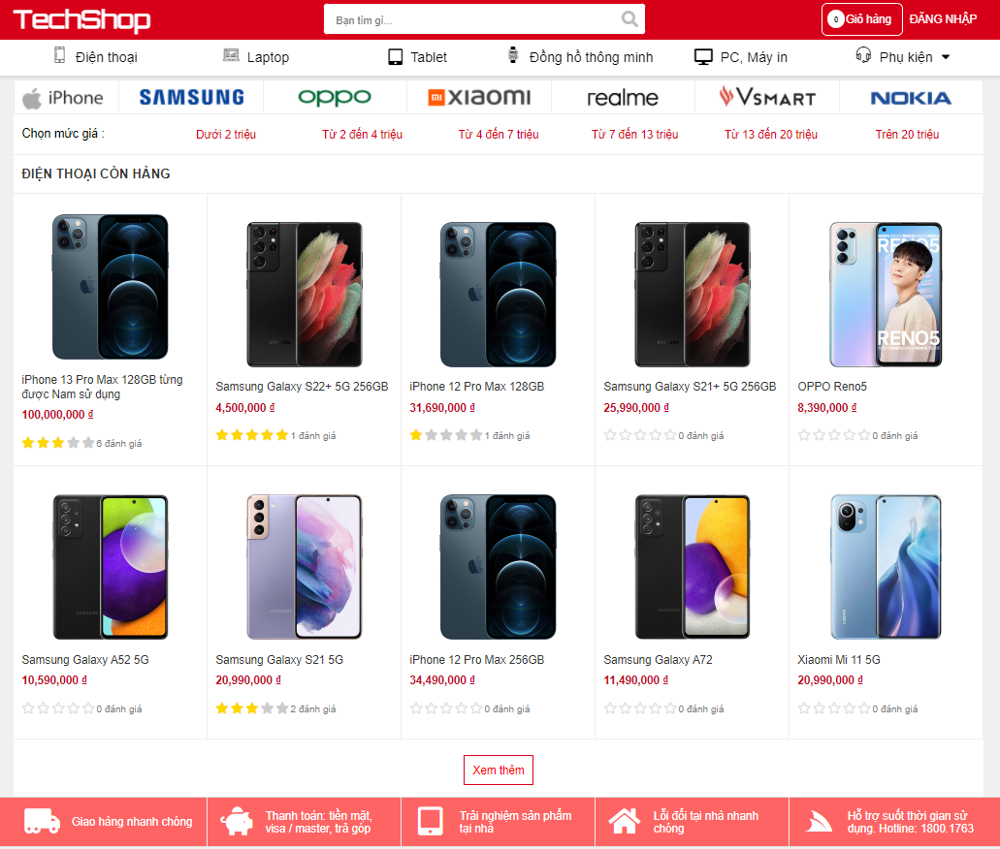 TechShop
Bạn tìm gì...
0 Giỏ hàng
ĐĂNG NHẬP
Điện thoại
Laptop
Tablet
Đồng hồ thông minh
PC, Máy in
Phụ kiện
iPhone
SAMSUNG
oppo
mi xiaomi
realme
VSMART
NOKIA
Chọn mức giá :
Dưới 2 triệu
Từ 2 đến 4 triệu
Từ 4 đến 7 triệu
Từ 7 đến 13 triệu
Từ 13 đến 20 triệu
Trên 20 triệu
ĐIỆN THOẠI CÒN HÀNG
RENO5
RENO5
iPhone 13 Pro Max 128GB từng
được Nam sử dụng
100,000,000 ₫
6 đánh giá
Samsung Galaxy S22+ 5G 256GB
4,500,000 ₫
1 đánh giá
iPhone 12 Pro Max 128GB
31,690,000 ₫
1 đánh giá
Samsung Galaxy S21+ 5G 256GB
25,990,000 ₫
0 đánh giá
OPPO Reno5
8,390,000 ₫
0 đánh giá
Samsung Galaxy A52 5G
10,590,000 ₫
0 đánh giá
Samsung Galaxy S21 5G
20,990,000 ₫
2 đánh giá
iPhone 12 Pro Max 256GB
34,490,000 ₫
0 đánh giá
Samsung Galaxy A72
11,490,000 ₫
0 đánh giá
Xiaomi Mi 11 5G
20,990,000 ₫
0 đánh giá
Xem thêm
Giao hàng nhanh chóng
Thanh toán: tiền mặt,
visa / master, trả góp
Trải nghiệm sản phẩm
tại nhà
Lỗi đổi tại nhà nhanh
chóng
Hỗ trợ suốt thời gian sử
dụng. Hotline: 1800.1763